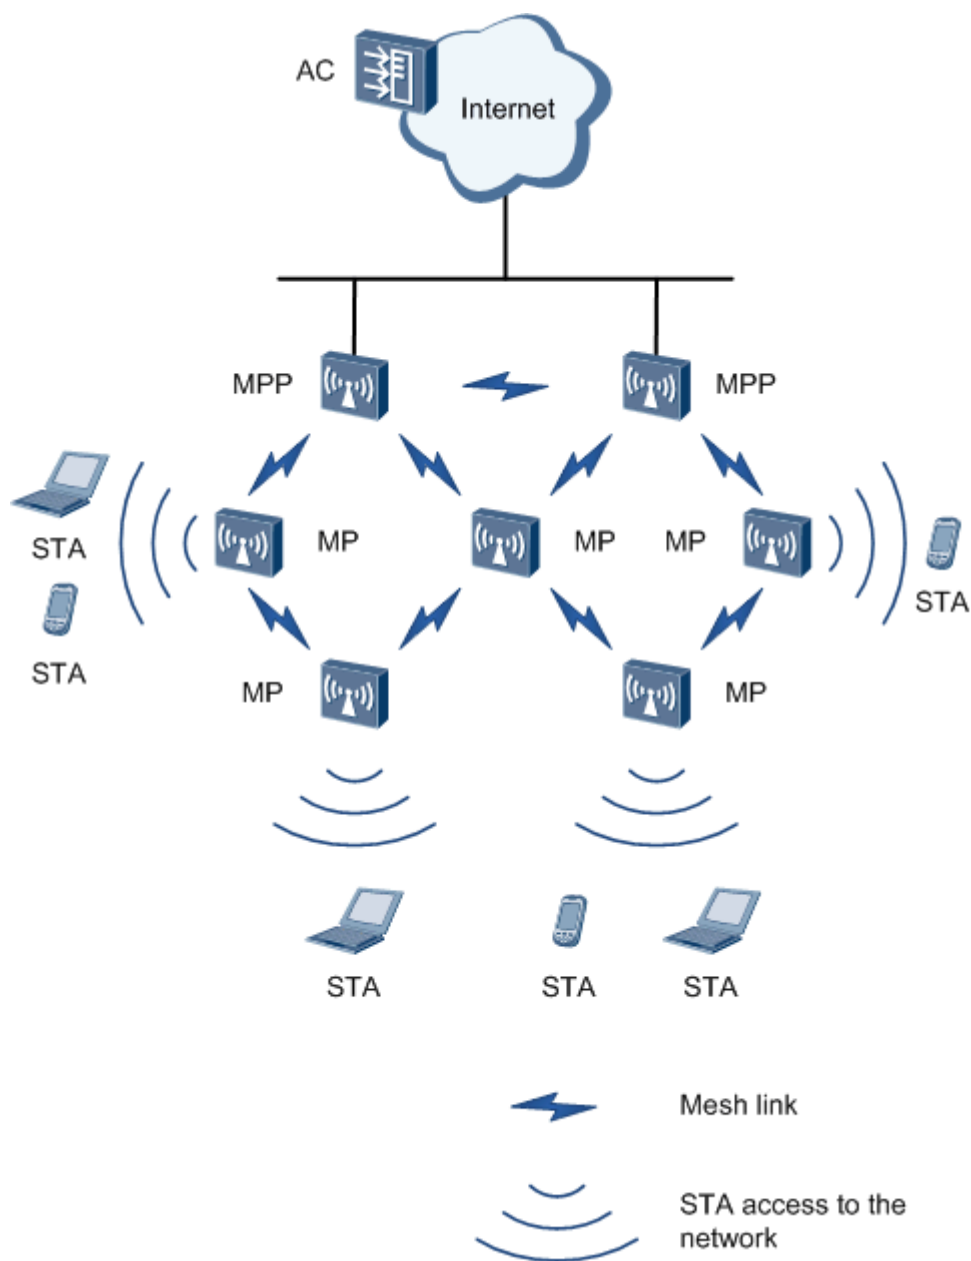 AC
Internet
MPP
MPP
STA
MP
MP
MP
STA
STA
MP
MP
STA
STA
STA
Mesh link
STA access to the
network